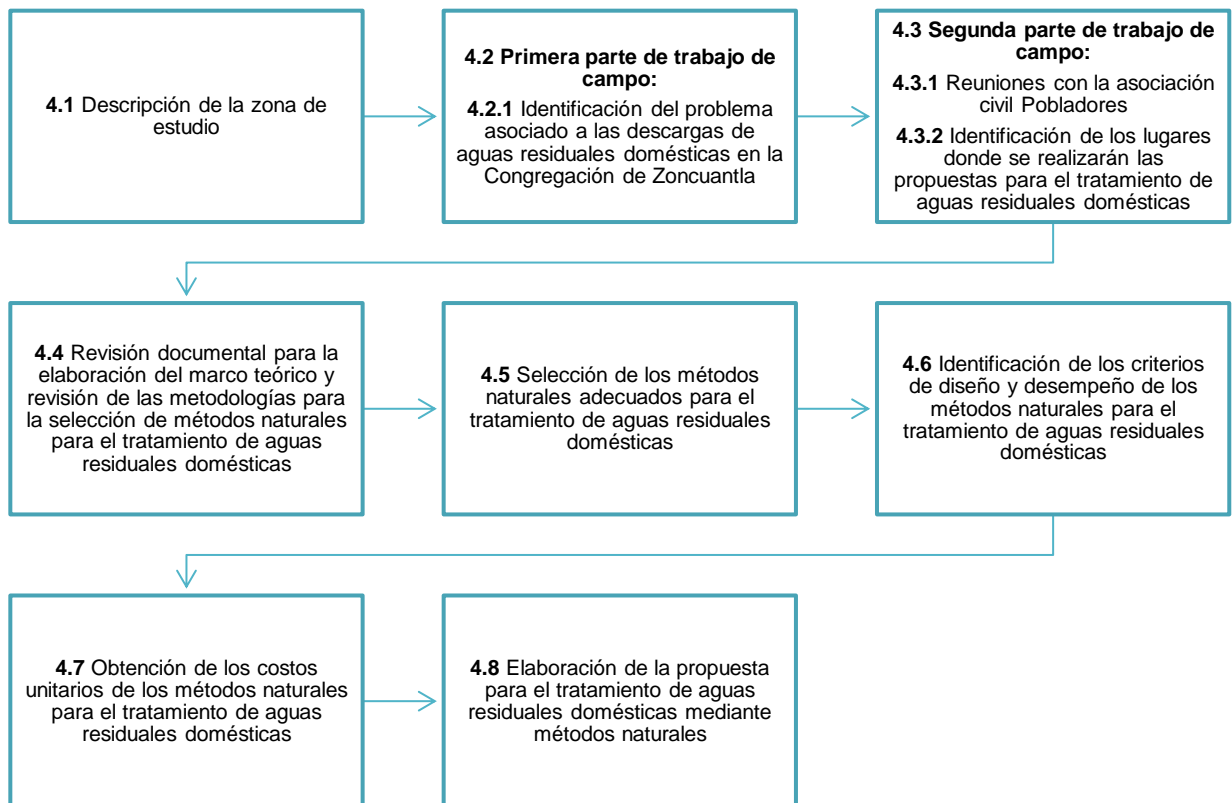 4.1 Descripción de la zona de
estudio
4.2 Primera parte de trabajo de
campo:
4.2.1 Identificación del problema
asociado a las descargas de
aguas residuales domésticas en la
Congregación de Zoncuantla
4.3 Segunda parte de trabajo de
campo:
4.3.1 Reuniones con la asociación
civil Pobladores
4.3.2 Identificación de los lugares
donde se realizarán las
propuestas para el tratamiento de
aguas residuales domésticas
4.4 Revisión documental para la
elaboración del marco teórico y
revisión de las metodologías para
la selección de métodos naturales
para el tratamiento de aguas
residuales domésticas
4.5 Selección de los métodos
naturales adecuados para el
tratamiento de aguas residuales
domésticas
4.6 Identificación de los criterios
de diseño y desempeño de los
métodos naturales para el
tratamiento de aguas residuales
domésticas
4.7 Obtención de los costos
unitarios de los métodos naturales
para el tratamiento de aguas
residuales domésticas
4.8 Elaboración de la propuesta
para el tratamiento de aguas
residuales domésticas mediante
métodos naturales